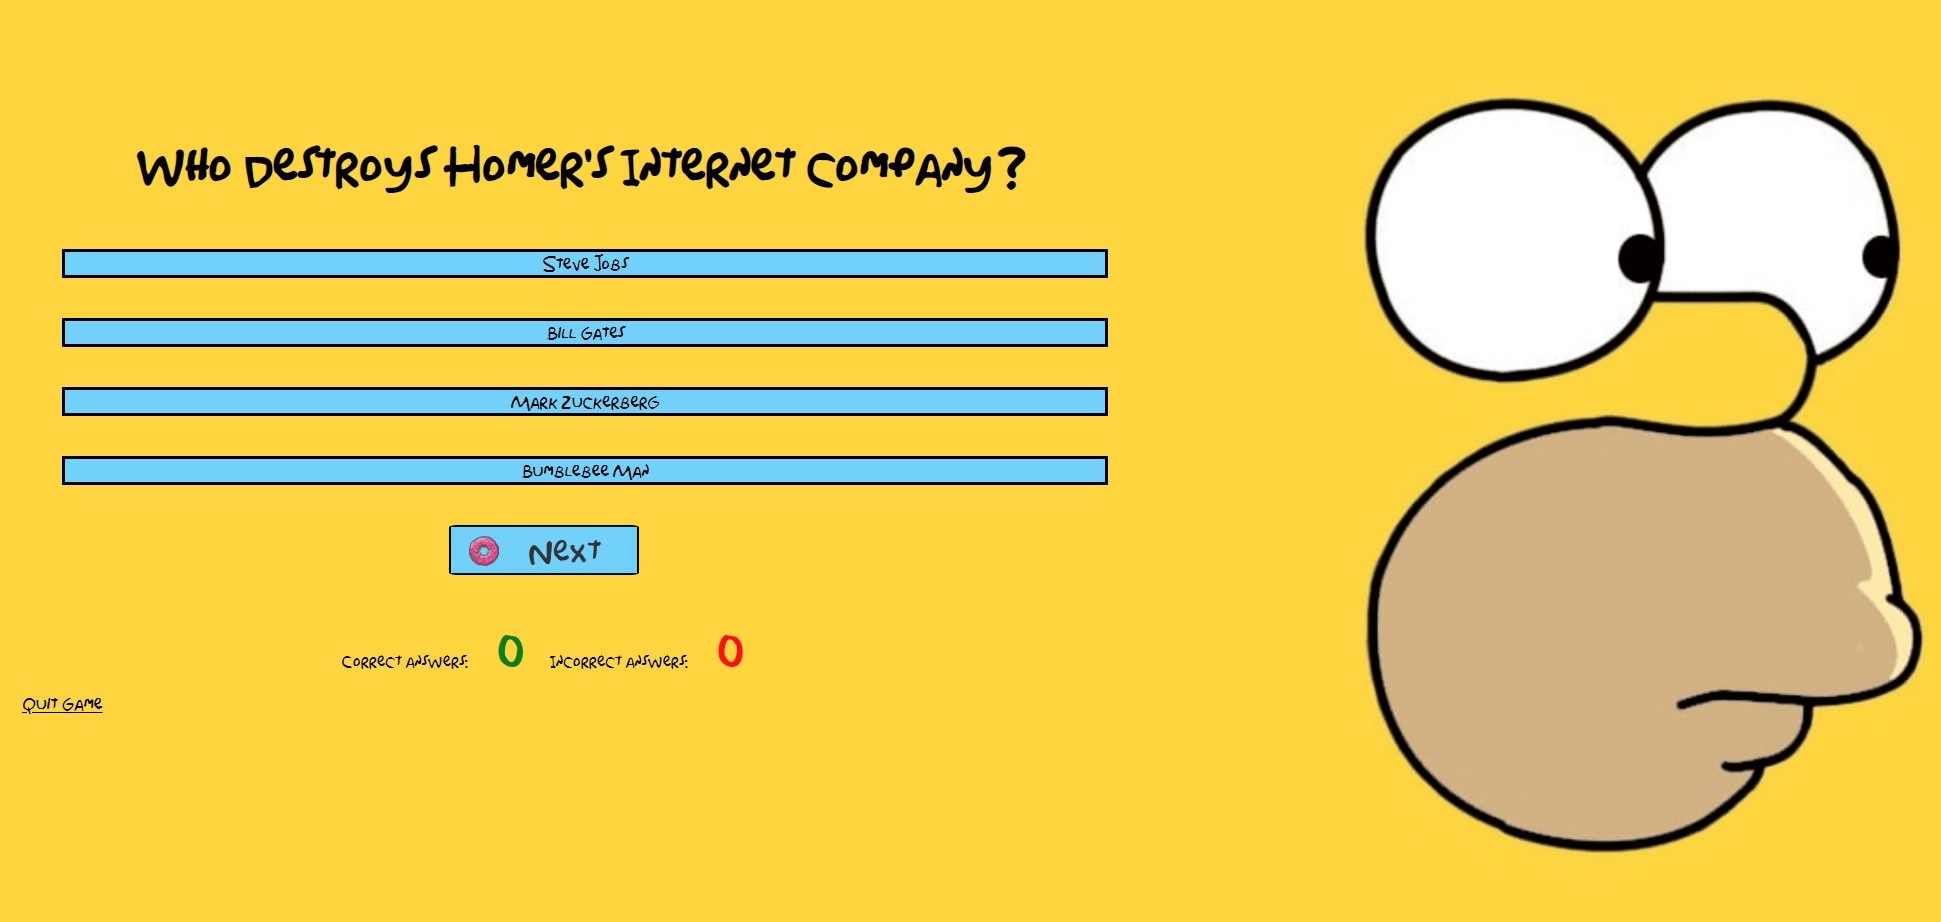 Who Destroys Homer's Internet Company?
Steve Jobs
Bill Gates
Mark Zuckerberg
Bumblebee Man
Next
Correct answers: 0 Incorrect answers: 0
Quit Game